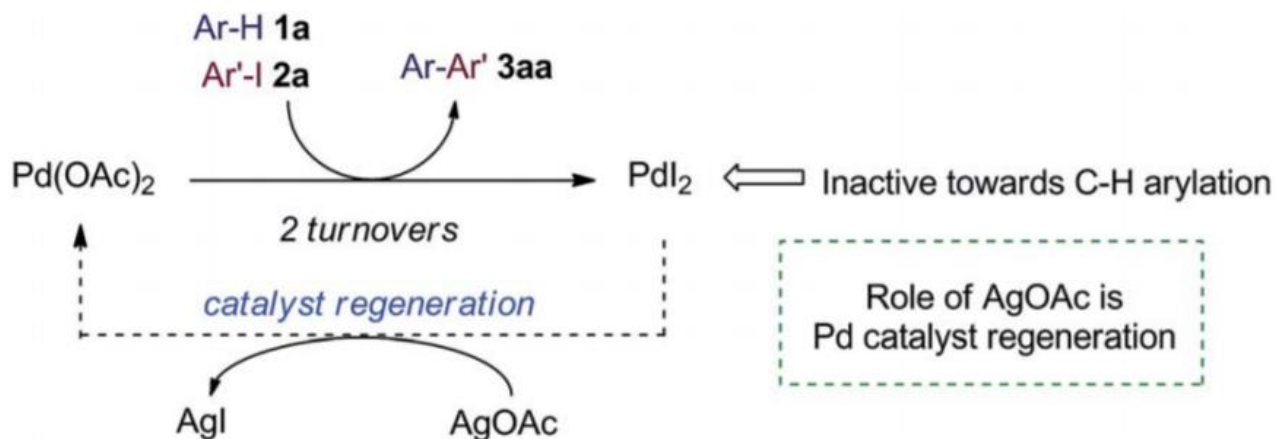 Ar-H 1a
Ar'-I 2a
Ar-Ar' 3aa
Pd(OAc)₂
PdI₂
Inactive towards C-H arylation
2 turnovers
catalyst regeneration
Role of AgOAc is
Pd catalyst regeneration
AgI
AgOAc